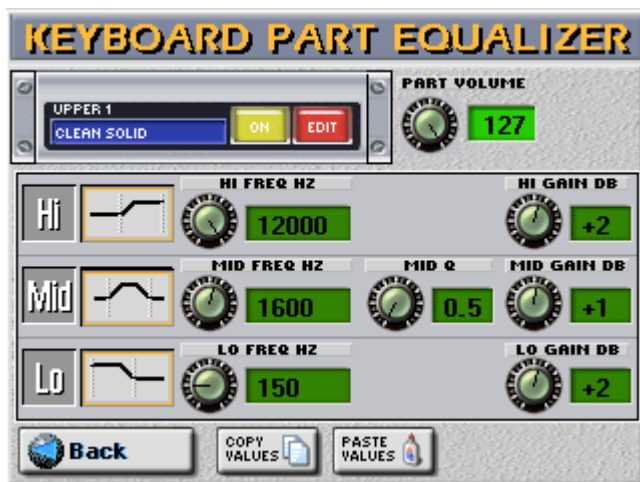 KEYBOARD PART EQUALIZER
UPPER 1
CLEAN SOLID
ON
EDIT
PART VOLUME
127
Hi
HI FREQ HZ
12000
HI GAIN DB
+2
Mid
MID FREQ HZ
1600
MID Q
0.5
MID GAIN DB
+1
Lo
LO FREQ HZ
150
LO GAIN DB
+2
Back
COPY
VALUES
PASTE
VALUES